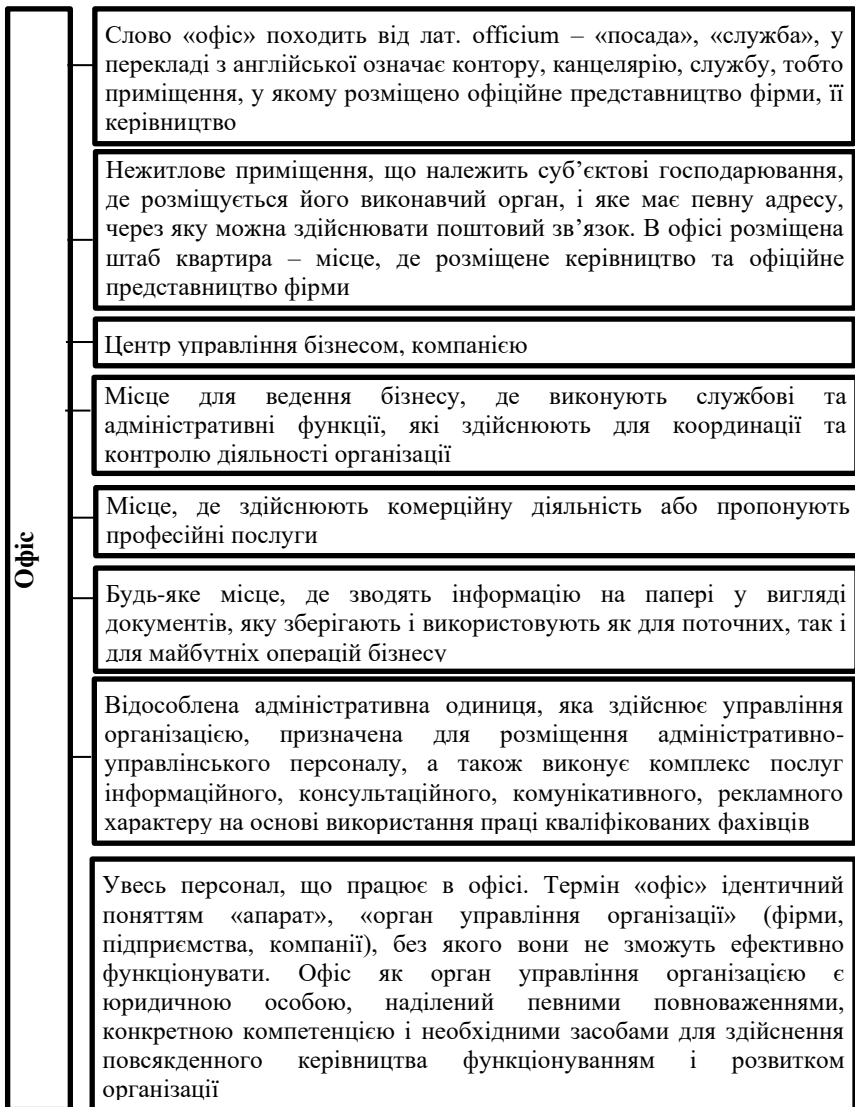 Офіс
Слово «офіс» походить від лат. officium – «посада», «служба», у
перекладі з англійської означає контору, канцелярію, службу, тобто
приміщення, у якому розміщено офіційне представництво фірми, її
керівництво
Нежитлове приміщення, що належить суб’єктові господарювання,
де розміщується його виконавчий орган, і яке має певну адресу,
через яку можна здійснювати поштовий зв’язок. В офісі розміщена
штаб квартира – місце, де розміщене керівництво та офіційне
представництво фірми
Центр управління бізнесом, компанією
Місце для ведення бізнесу, де виконують службові та
адміністративні функції, які здійснюють для координації та
контролю діяльності організації
Місце, де здійснюють комерційну діяльність або пропонують
професійні послуги
Будь-яке місце, де зводять інформацію на папері у вигляді
документів, яку зберігають і використовують як для поточних, так і
для майбутніх операцій бізнесу
Відособлена адміністративна одиниця, яка здійснює управління
організацією, призначена для розміщення адміністративно-
управлінського персоналу, а також виконує комплекс послуг
інформаційного, консультаційного, комунікативного, рекламного
характеру на основі використання праці кваліфікованих фахівців
Увесь персонал, що працює в офісі. Термін «офіс» ідентичний
поняттям «апарат», «орган управління організації» (фірми,
підприємства, компанії), без якого вони не зможуть ефективно
функціонувати. Офіс як орган управління організацією є
юридичною особою, наділений певними повноваженнями,
конкретною компетенцією і необхідними засобами для здійснення
повсякденного керівництва функціонуванням і розвитком
організації